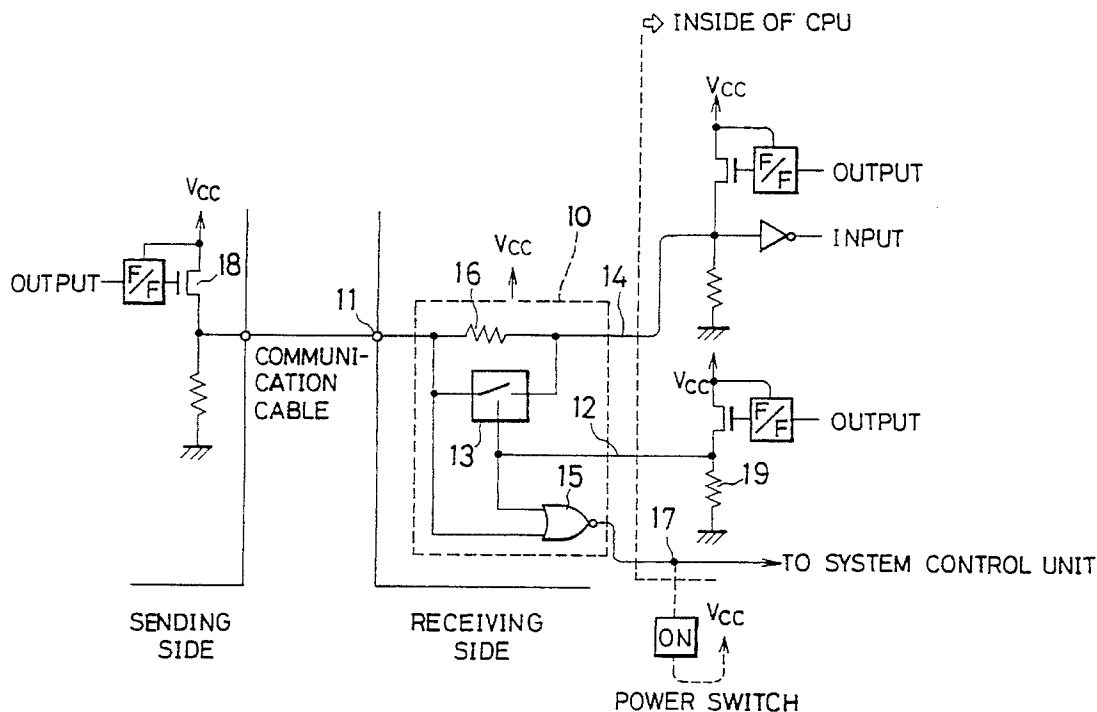 ⇨ INSIDE OF CPU
VCC
F/F
OUTPUT
VCC
10
VCC
INPUT
OUTPUT
F/F
18
11
16
14
COMMUNI-
CATION
CABLE
VCC
F/F
OUTPUT
13
12
19
15
17
TO SYSTEM CONTROL UNIT
SENDING
SIDE
RECEIVING
SIDE
VCC
ON
POWER SWITCH